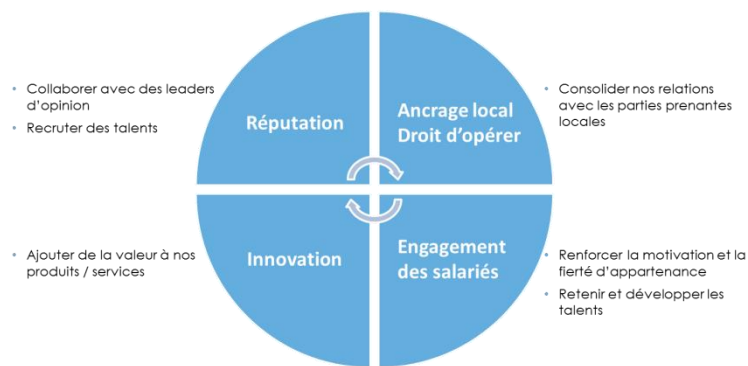 • Collaborer avec des leaders
d'opinion
• Recruter des talents
Réputation
Ancrage local
Droit d'opérer
• Consolider nos relations
avec les parties prenantes
locales
• Ajouter de la valeur à nos
produits / services
Innovation
Engagement
des salariés
• Renforcer la motivation et la
fierté d'appartenance
• Retenir et développer les
talents